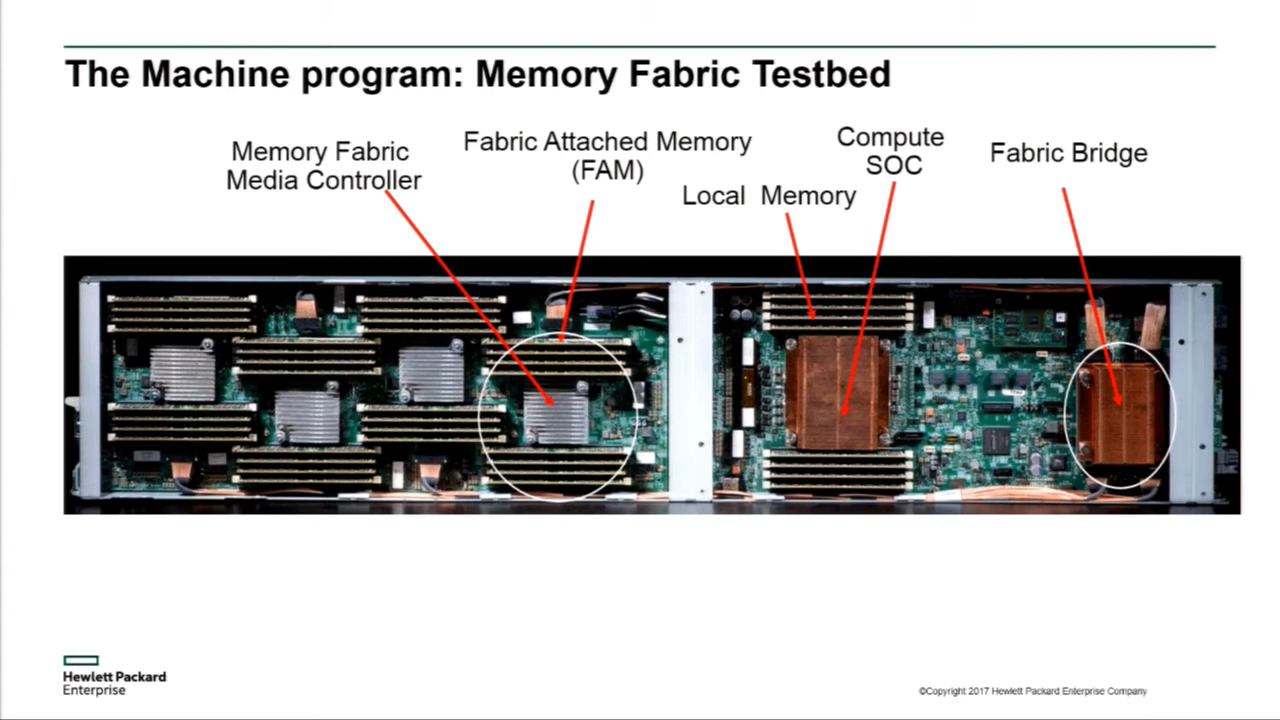 The Machine program: Memory Fabric Testbed
Memory Fabric
Media Controller
Fabric Attached Memory
(FAM)
Local Memory
Compute
SOC
Fabric Bridge
Hewlett Packard
Enterprise
©Copyright 2017 Hewlett Packard Enterprise Company